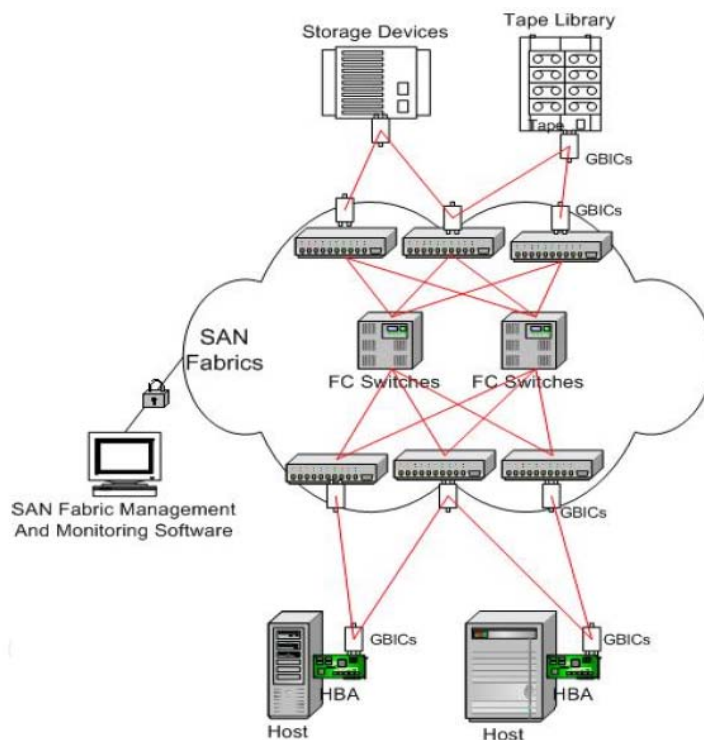 Storage Devices
Tape Library
Tape
GBICs
GBICs
SAN
Fabrics
FC Switches
FC Switches
SAN Fabric Management
And Monitoring Software
GBICs
GBICs
GBICs
HBA
HBA
Host
Host